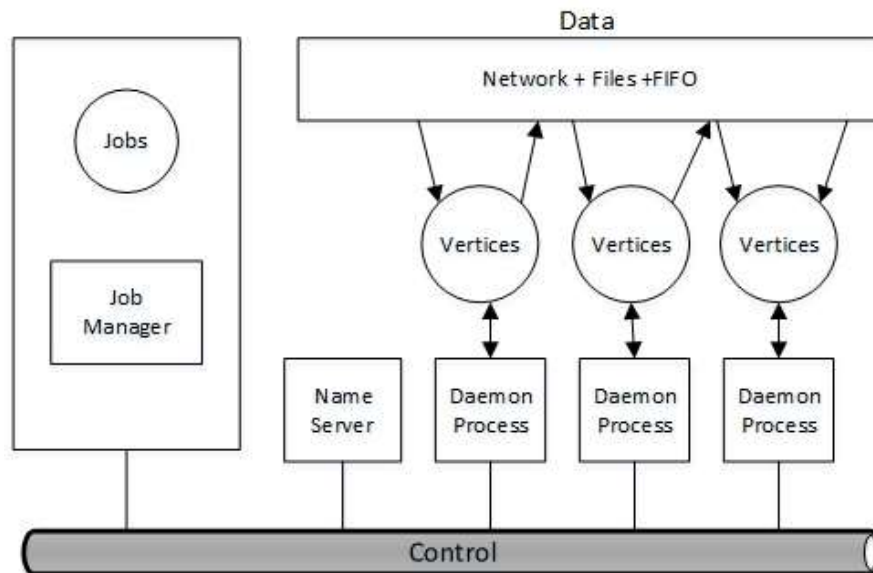 Data
Network + Files +FIFO
Jobs
Vertices
Vertices
Vertices
Job
Manager
Name
Server
Daemon
Process
Daemon
Process
Daemon
Process
Control